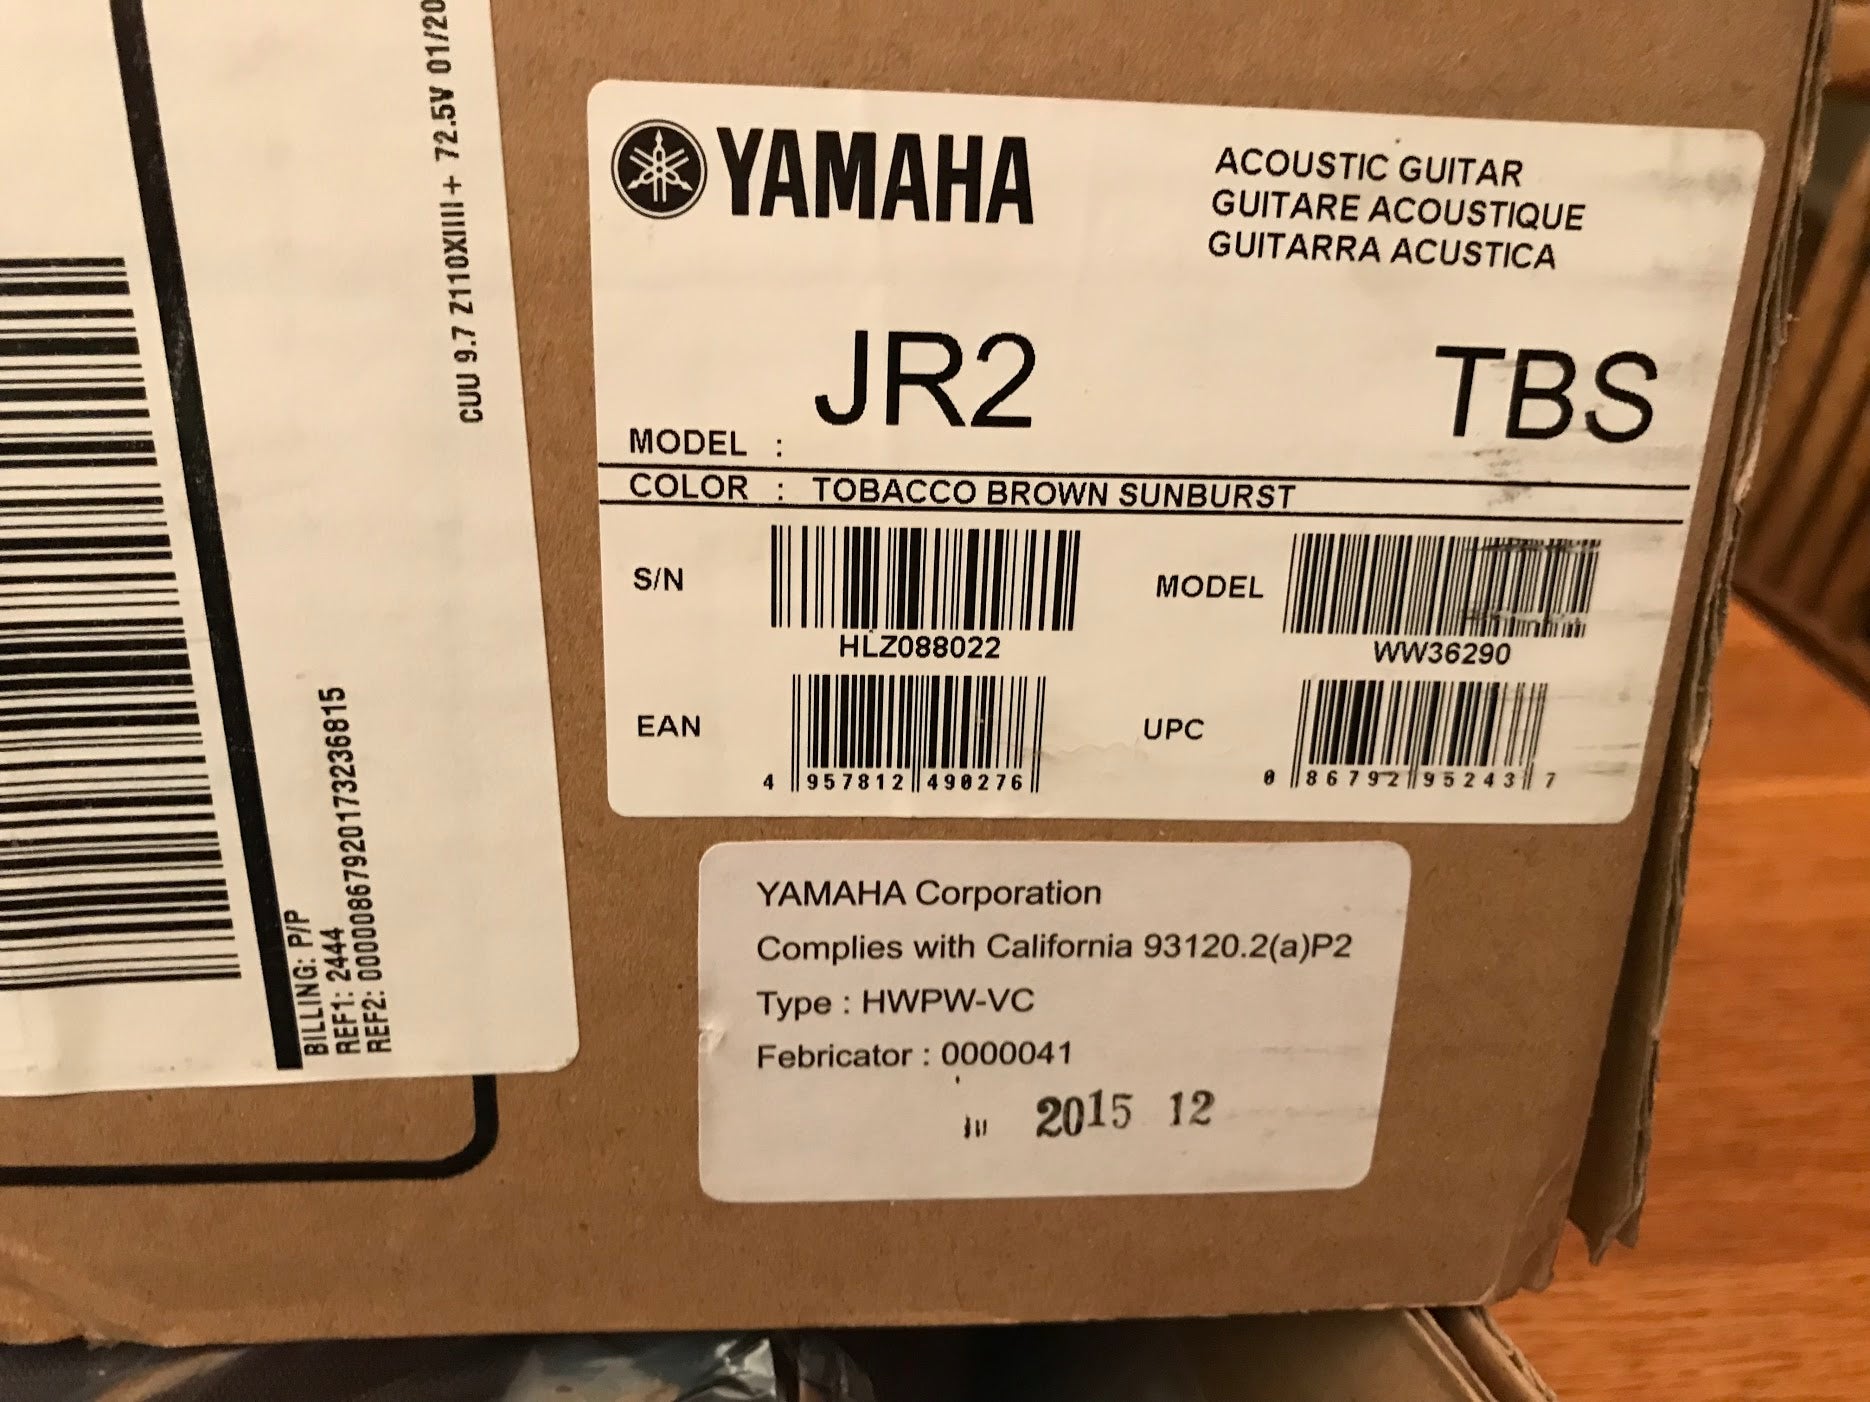 CUU 9.7 Z110XIIII+ 72.5V 01/20
BILLING: P/P
REF1: 2444
REF2: 00000867920173236815
YAMAHA
ACOUSTIC GUITAR
GUITARE ACOUSTIQUE
GUITARRA ACUSTICA
MODEL : JR2 TBS
COLOR : TOBACCO BROWN SUNBURST
S/N HLZ088022
MODEL WW36290
EAN 4 957812 490276
UPC 0 86792 95243 7
YAMAHA Corporation
Complies with California 93120.2(a)P2
Type : HWPW-VC
Febricator : 0000041
2015 12